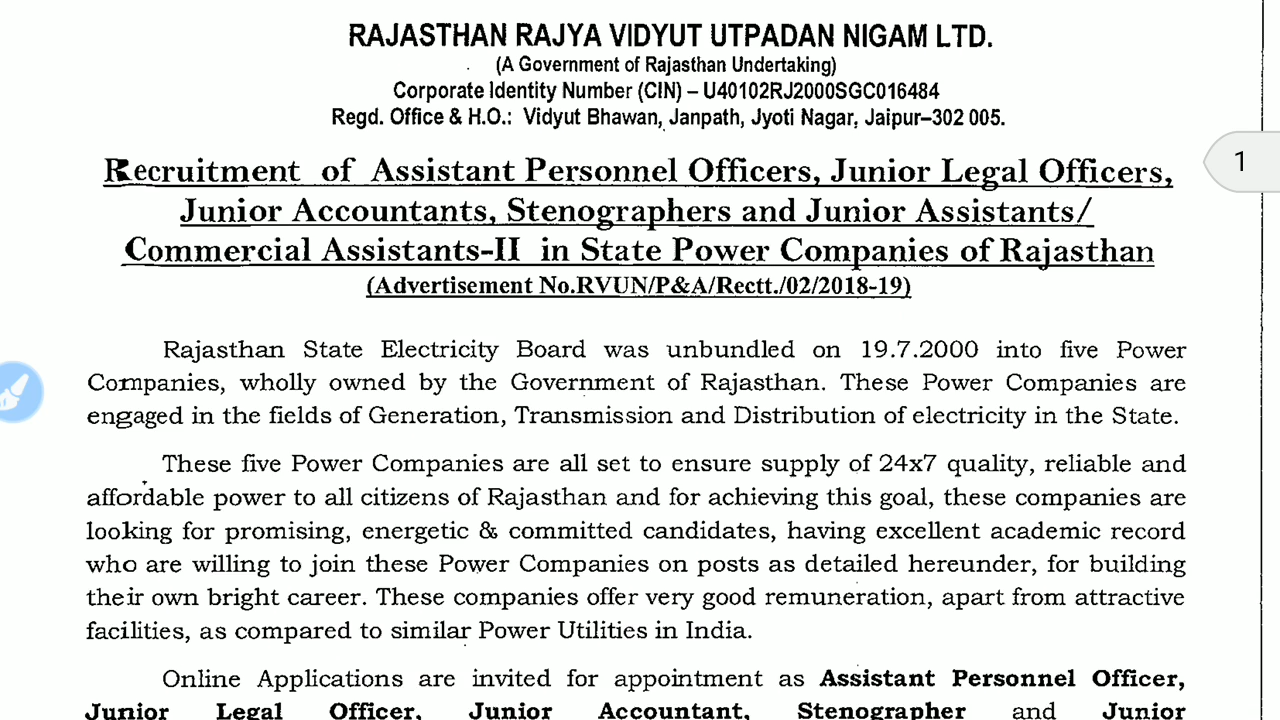 RAJASTHAN RAJYA VIDYUT UTPADAN NIGAM LTD.
(A Government of Rajasthan Undertaking)
Corporate Identity Number (CIN) – U40102RJ2000SGC016484
Regd. Office & H.O.: Vidyut Bhawan, Janpath, Jyoti Nagar, Jaipur–302 005.
1
Recruitment of Assistant Personnel Officers, Junior Legal Officers,
Junior Accountants, Stenographers and Junior Assistants/
Commercial Assistants-II in State Power Companies of Rajasthan
(Advertisement No.RVUN/P&A/Rectt./02/2018-19)
Rajasthan State Electricity Board was unbundled on 19.7.2000 into five Power
Companies, wholly owned by the Government of Rajasthan. These Power Companies are
engaged in the fields of Generation, Transmission and Distribution of electricity in the State.
These five Power Companies are all set to ensure supply of 24x7 quality, reliable and
affordable power to all citizens of Rajasthan and for achieving this goal, these companies are
looking for promising, energetic & committed candidates, having excellent academic record
who are willing to join these Power Companies on posts as detailed hereunder, for building
their own bright career. These companies offer very good remuneration, apart from attractive
facilities, as compared to similar Power Utilities in India.
Online Applications are invited for appointment as Assistant Personnel Officer,
Junior Legal Officer, Junior Accountant, Stenographer and Junior